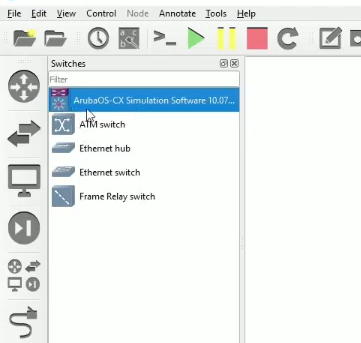 File Edit View Control Node Annotate Tools Help
Switches
Filter
ArubaOS-CX Simulation Software 10.07...
ATM switch
Ethernet hub
Ethernet switch
Frame Relay switch